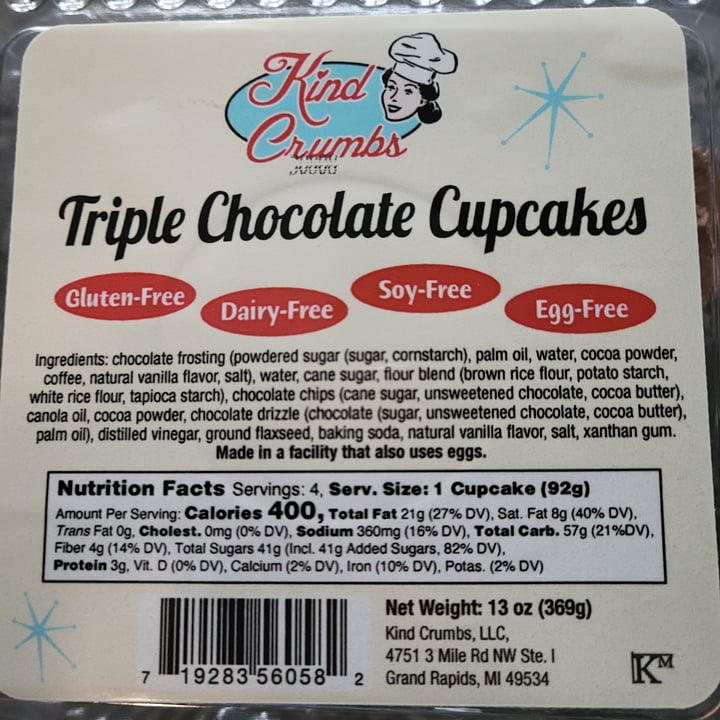 Kind
Crumbs
Triple Chocolate Cupcakes
Gluten-Free Dairy-Free Soy-Free Egg-Free
Ingredients: chocolate frosting (powdered sugar (sugar, cornstarch), palm oil, water, cocoa powder,
coffee, natural vanilla flavor, salt), water, cane sugar, flour blend (brown rice flour, potato starch,
white rice flour, tapioca starch), chocolate chips (cane sugar, unsweetened chocolate, cocoa butter),
canola oil, cocoa powder, chocolate drizzle (chocolate (sugar, unsweetened chocolate, cocoa butter),
palm oil), distilled vinegar, ground flaxseed, baking soda, natural vanilla flavor, salt, xanthan gum.
Made in a facility that also uses eggs.
Nutrition Facts Servings: 4, Serv. Size: 1 Cupcake (92g)
Amount Per Serving: Calories 400, Total Fat 21g (27% DV), Sat. Fat 8g (40% DV),
Trans Fat 0g, Cholest. 0mg (0% DV), Sodium 360mg (16% DV), Total Carb. 57g (21%DV),
Fiber 4g (14% DV), Total Sugars 41g (Incl. 41g Added Sugars, 82% DV),
Protein 3g, Vit. D (0% DV), Calcium (2% DV), Iron (10% DV), Potas. (2% DV)
Net Weight: 13 oz (369g)
Kind Crumbs, LLC,
4751 3 Mile Rd NW Ste. I
Grand Rapids, MI 49534
7 19283 56058 2
KM